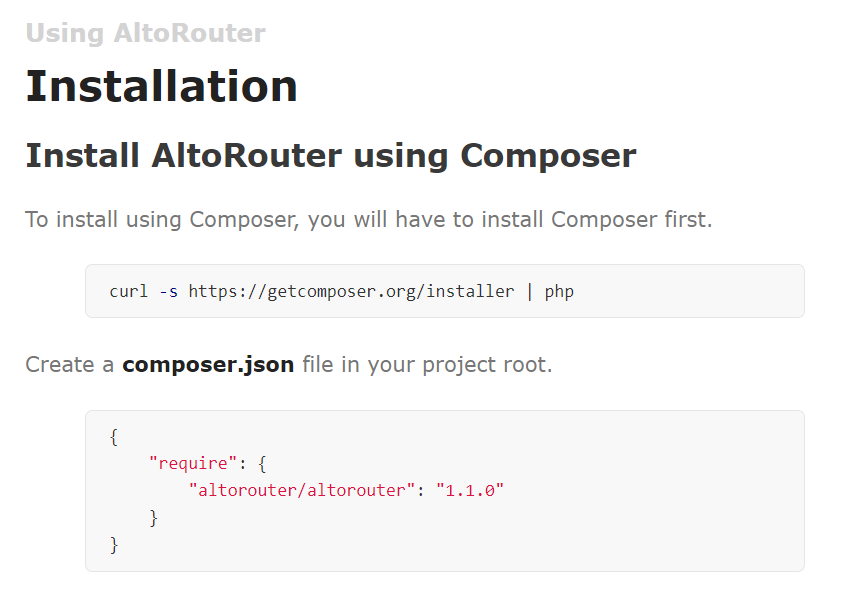 Using AltoRouter
Installation
Install AltoRouter using Composer
To install using Composer, you will have to install Composer first.
curl -s https://getcomposer.org/installer | php
Create a composer.json file in your project root.
{
    "require": {
        "altorouter/altorouter": "1.1.0"
    }
}